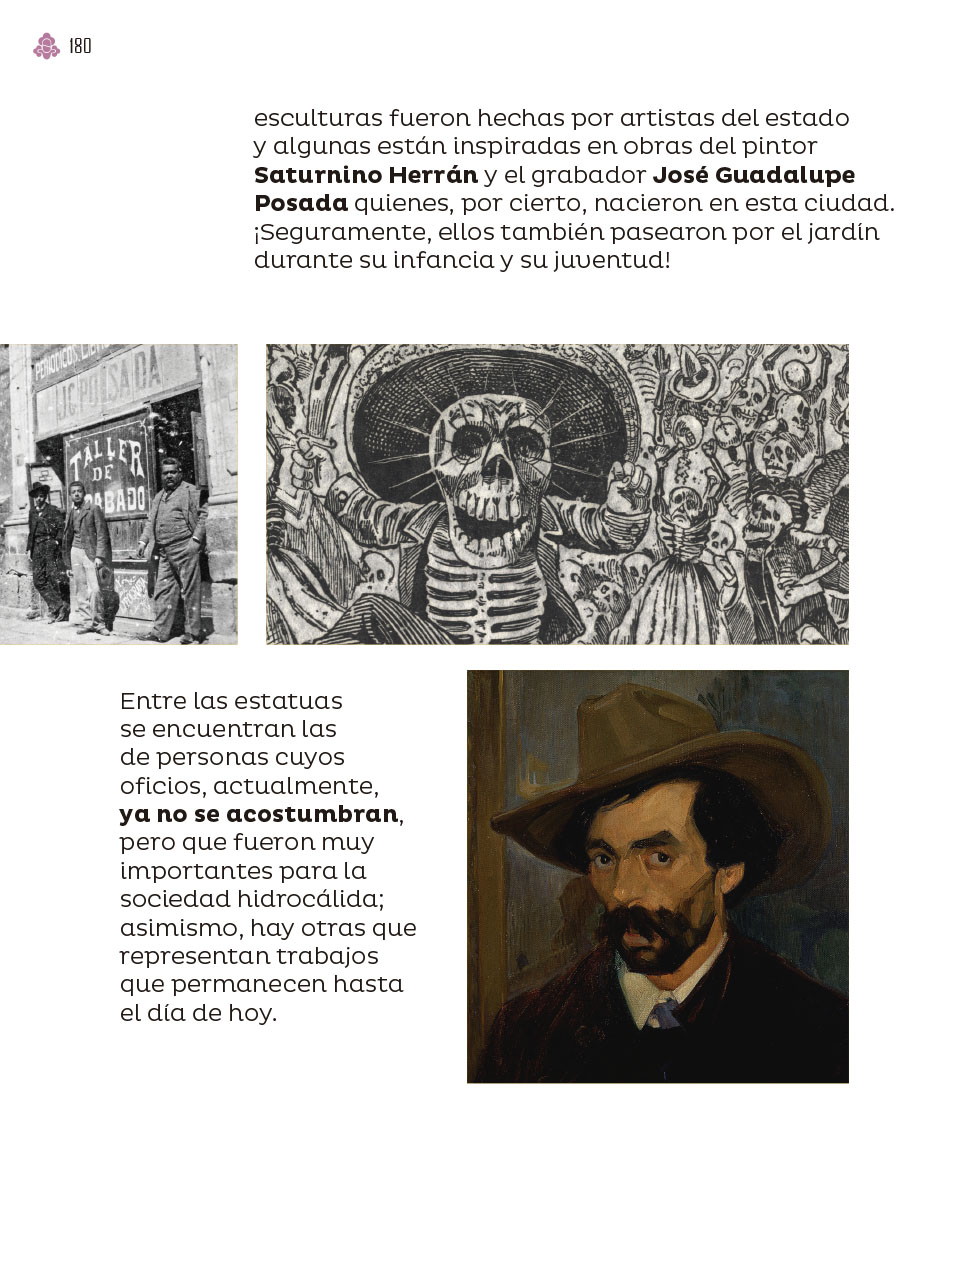 180
esculturas fueron hechas por artistas del estado
y algunas están inspiradas en obras del pintor
Saturnino Herrán y el grabador José Guadalupe
Posada quienes, por cierto, nacieron en esta ciudad.
¡Seguramente, ellos también pasearon por el jardín
durante su infancia y su juventud!
PERIODICOS,
POSADA
TALLER
DE
Entre las estatuas
se encuentran las
de personas cuyos
oficios, actualmente,
ya no se acostumbran,
pero que fueron muy
importantes para la
sociedad hidrocálida;
asimismo, hay otras que
representan trabajos
que permanecen hasta
el día de hoy.